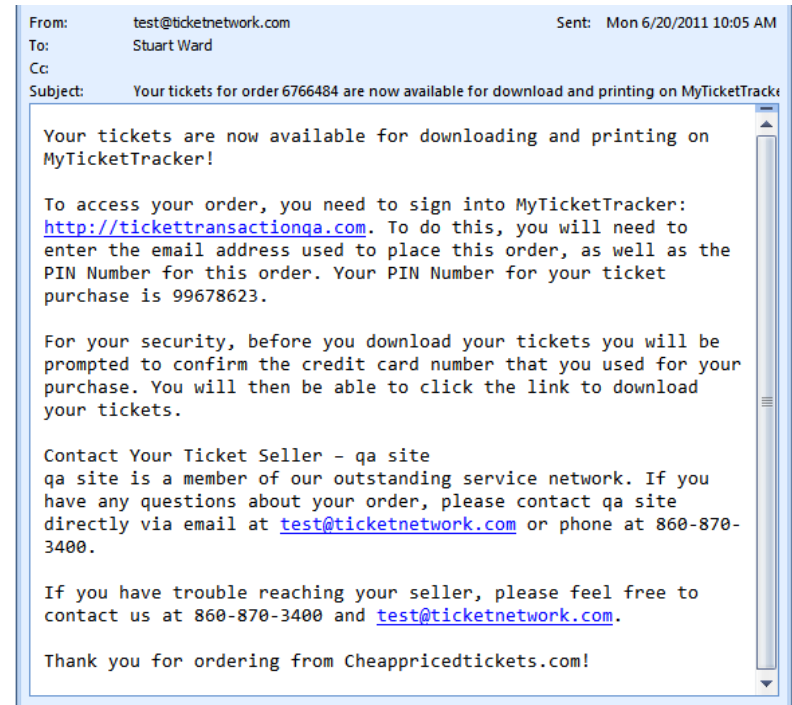 From: test@ticketnetwork.com Sent: Mon 6/20/2011 10:05 AM
To: Stuart Ward
Cc:
Subject: Your tickets for order 6766484 are now available for download and printing on MyTicketTracke
Your tickets are now available for downloading and printing on
MyTicketTracker!
To access your order, you need to sign into MyTicketTracker:
http://tickettransactionqa.com. To do this, you will need to
enter the email address used to place this order, as well as the
PIN Number for this order. Your PIN Number for your ticket
purchase is 99678623.
For your security, before you download your tickets you will be
prompted to confirm the credit card number that you used for your
purchase. You will then be able to click the link to download
your tickets.
Contact Your Ticket Seller – qa site
qa site is a member of our outstanding service network. If you
have any questions about your order, please contact qa site
directly via email at test@ticketnetwork.com or phone at 860-870-
3400.
If you have trouble reaching your seller, please feel free to
contact us at 860-870-3400 and test@ticketnetwork.com.
Thank you for ordering from Cheappricedtickets.com!